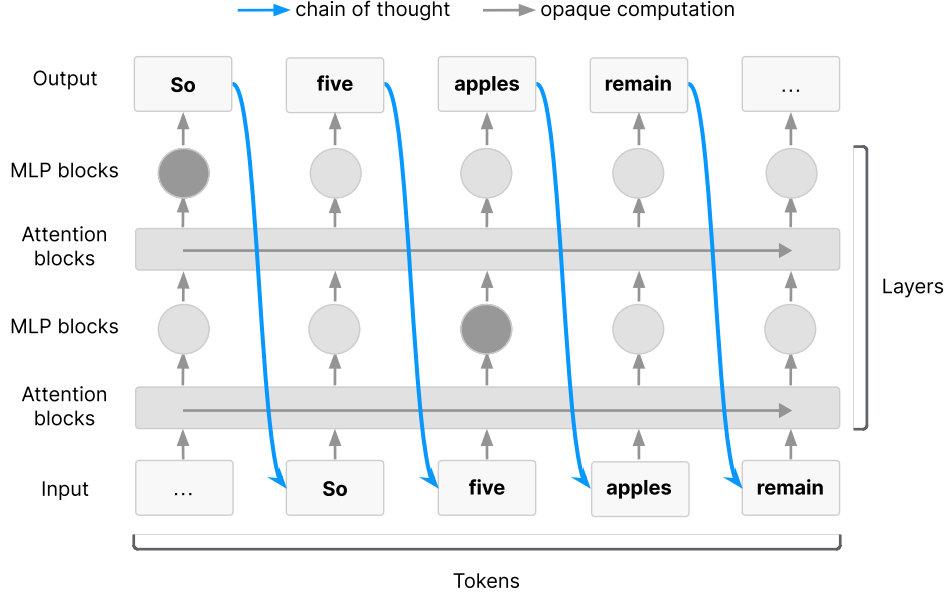 chain of thought
opaque computation
Output
So
five
apples
remain
...
MLP blocks
Attention
blocks
Layers
MLP blocks
Attention
blocks
Input
...
So
five
apples
remain
Tokens